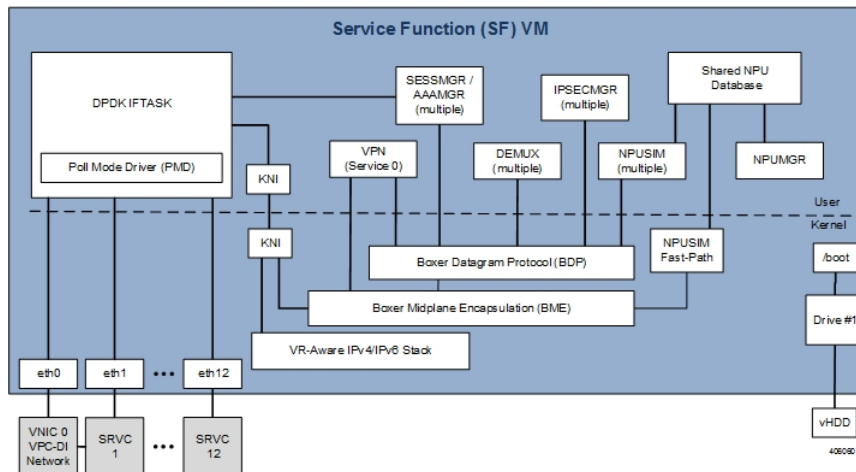 Service Function (SF) VM
DPDK IFTASK
Poll Mode Driver (PMD)
SESSMGR /
AAAMGR
(multiple)
IPSECMGR
(multiple)
Shared NPU
Database
VPN
(Service 0)
DEMUX
(multiple)
NPUSIM
(multiple)
NPUMGR
KNI
User
Kernel
KNI
Boxer Datagram Protocol (BDP)
NPUSIM
Fast-Path
/boot
Boxer Midplane Encapsulation (BME)
Drive #1
VR-Aware IPv4/IPv6 Stack
eth0
eth1
•••
eth12
VNIC 0
VPC-DI
Network
SRVC
1
•••
SRVC
12
vHDD
406060